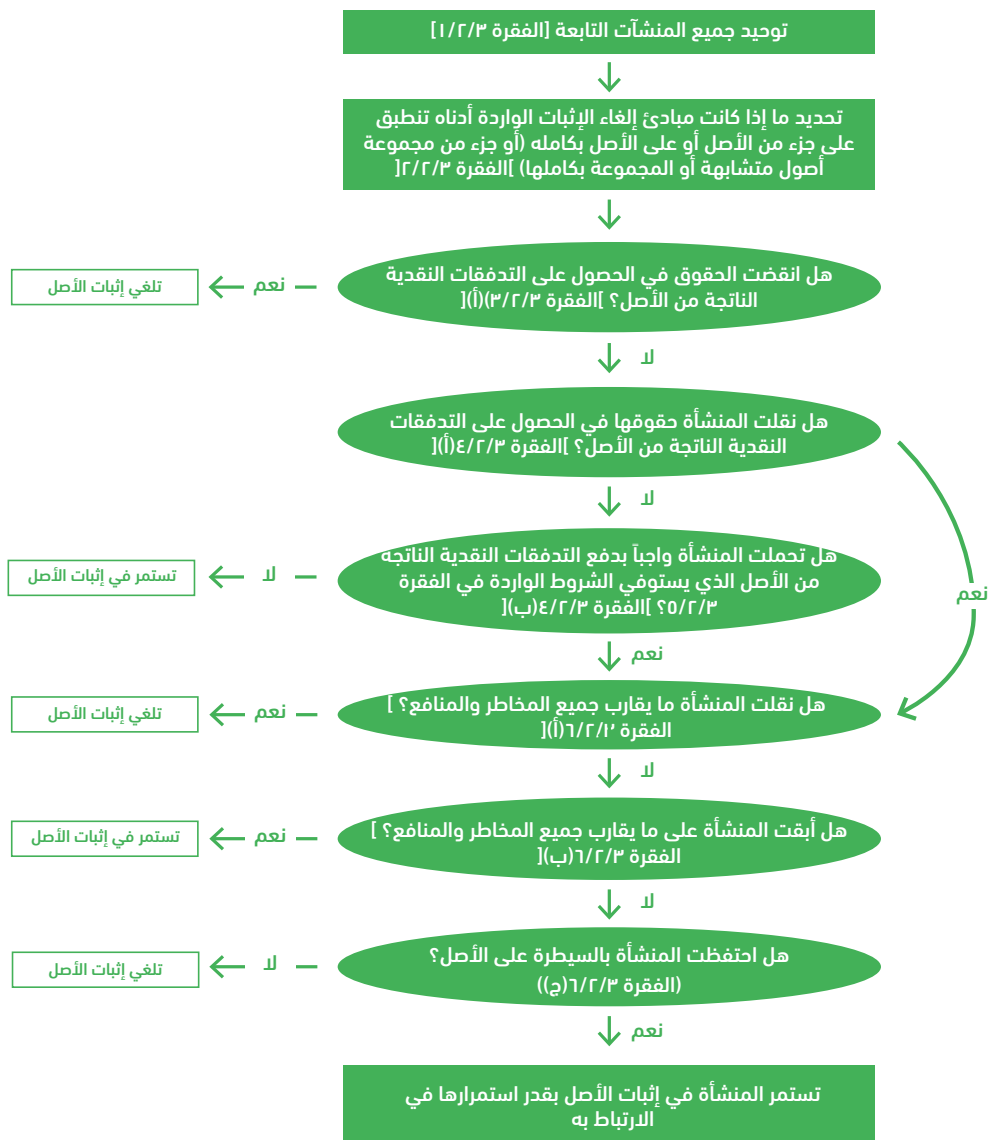 توحيد جميع المنشآت التابعة [الفقرة ١/٢/٣]
تحديد ما إذا كانت مبادئ إلغاء الإثبات الواردة أدناه تنطبق
على جزء من الأصل أو على الأصل بكامله (أو جزء من مجموعة
أصول متشابهة أو المجموعة بكاملها) ]الفقرة ٢/٢/٣[
هل انقضت الحقوق في الحصول على التدفقات النقدية
الناتجة من الأصل؟ ]الفقرة ٣/٢/٣)(أ)[
نعم
تلغي إثبات الأصل
لا
هل نقلت المنشأة حقوقها في الحصول على التدفقات
النقدية الناتجة من الأصل؟ ]الفقرة ٤/٢/٣(أ)[
نعم
لا
هل تحملت المنشأة واجباً بدفع التدفقات النقدية الناتجة
من الأصل الذي يستوفي الشروط الواردة في الفقرة
٥/٢/٣؟ ]الفقرة ٤/٢/٣(ب)[
لا
تستمر في إثبات الأصل
نعم
هل نقلت المنشأة ما يقارب جميع المخاطر والمنافع؟ ]
الفقرة ٦/٢/١٬(أ)[
نعم
تلغي إثبات الأصل
لا
هل أبقت المنشأة على ما يقارب جميع المخاطر والمنافع؟ ]
الفقرة ٦/٢/٣(ب)[
نعم
تستمر في إثبات الأصل
لا
هل احتفظت المنشأة بالسيطرة على الأصل؟
(الفقرة ٦/٢/٣(ج))
لا
تلغي إثبات الأصل
نعم
تستمر المنشأة في إثبات الأصل بقدر استمرارها في
الارتباط به